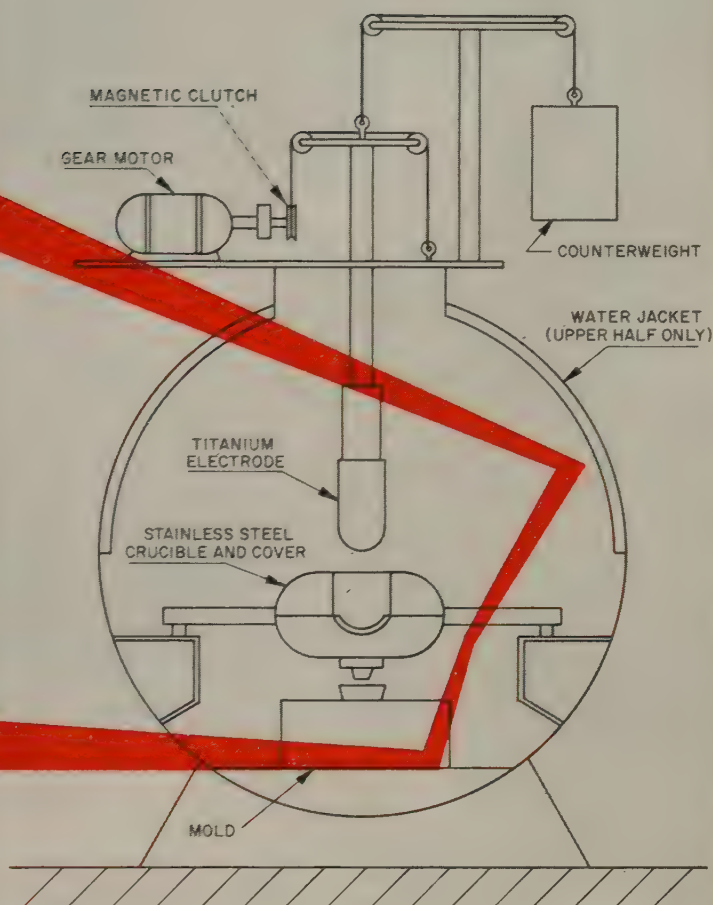 MAGNETIC CLUTCH
GEAR MOTOR
COUNTERWEIGHT
WATER JACKET
(UPPER HALF ONLY)
TITANIUM
ELECTRODE
STAINLESS STEEL
CRUCIBLE AND COVER
MOLD